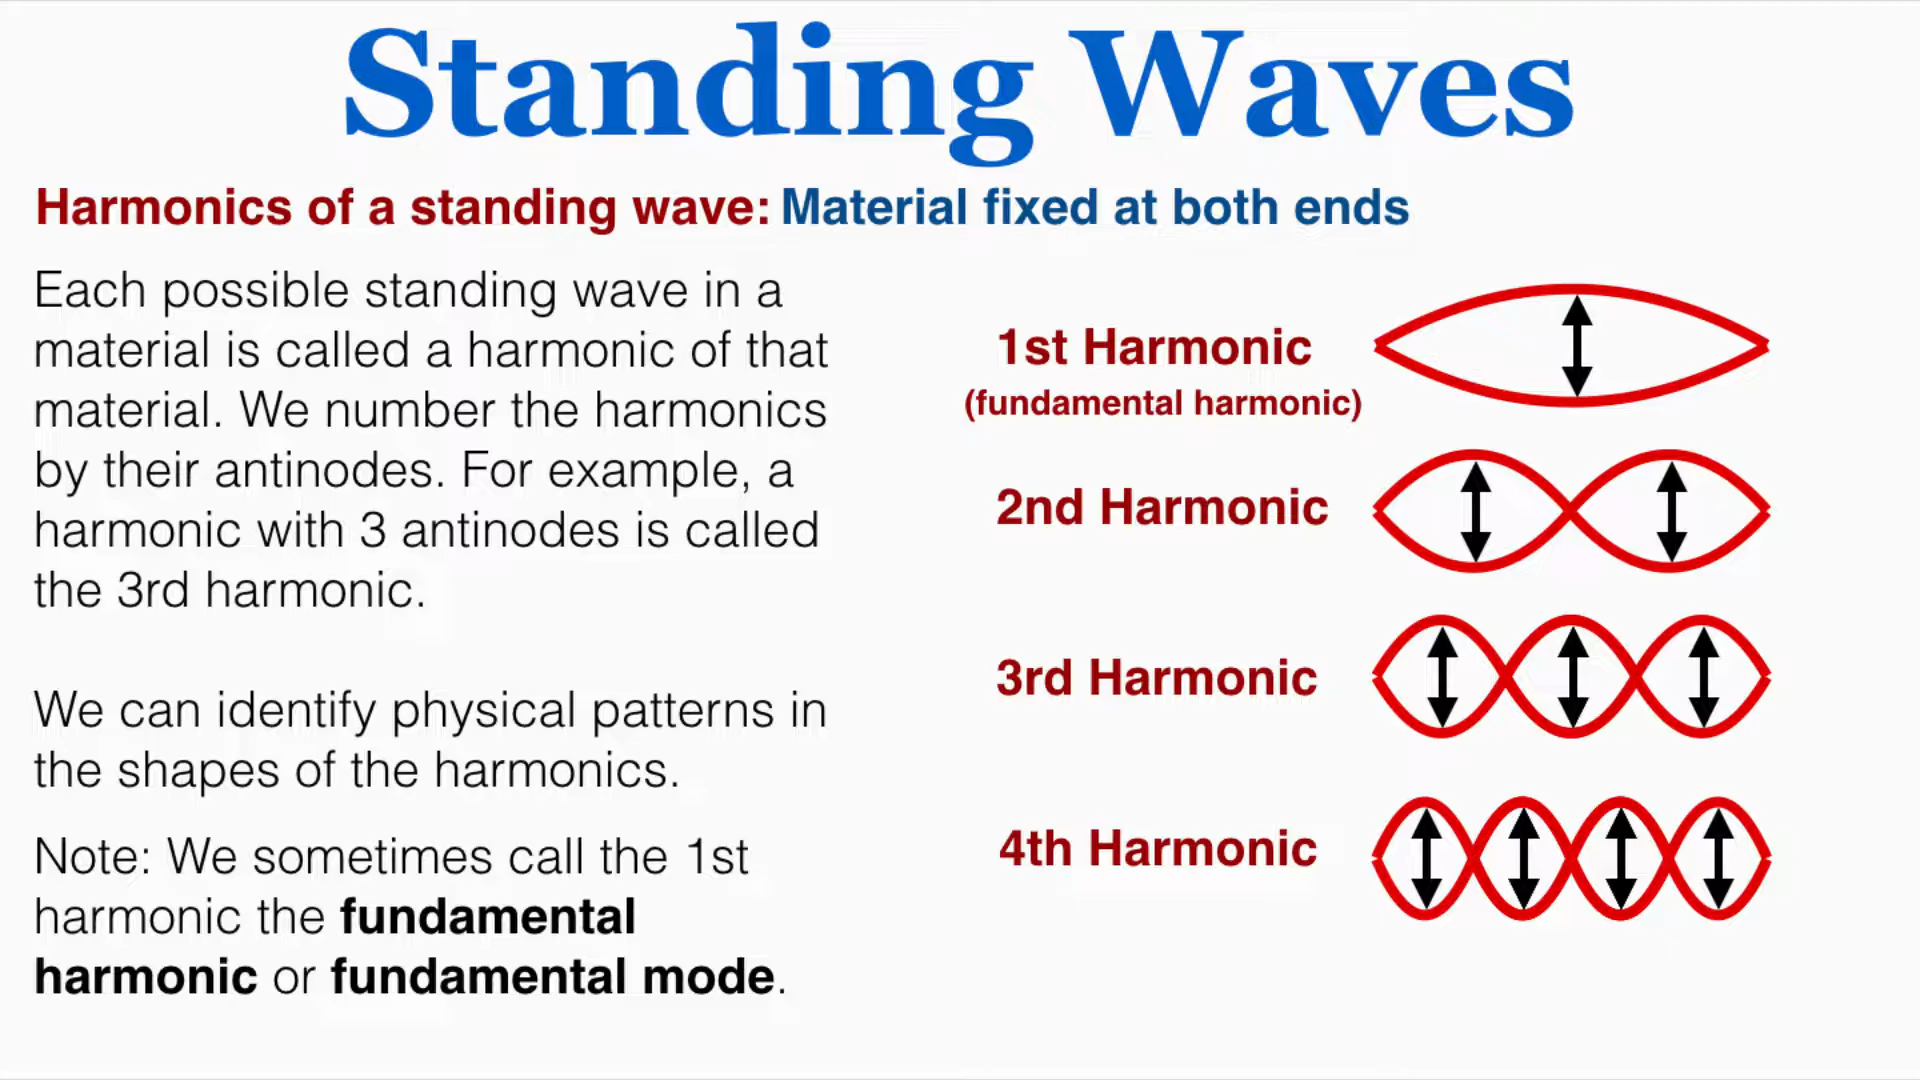 Standing Waves
Harmonics of a standing wave: Material fixed at both ends
Each possible standing wave in a
material is called a harmonic of that
material. We number the harmonics
by their antinodes. For example, a
harmonic with 3 antinodes is called
the 3rd harmonic.
We can identify physical patterns in
the shapes of the harmonics.
Note: We sometimes call the 1st
harmonic the fundamental
harmonic or fundamental mode.
1st Harmonic
(fundamental harmonic)
2nd Harmonic
3rd Harmonic
4th Harmonic